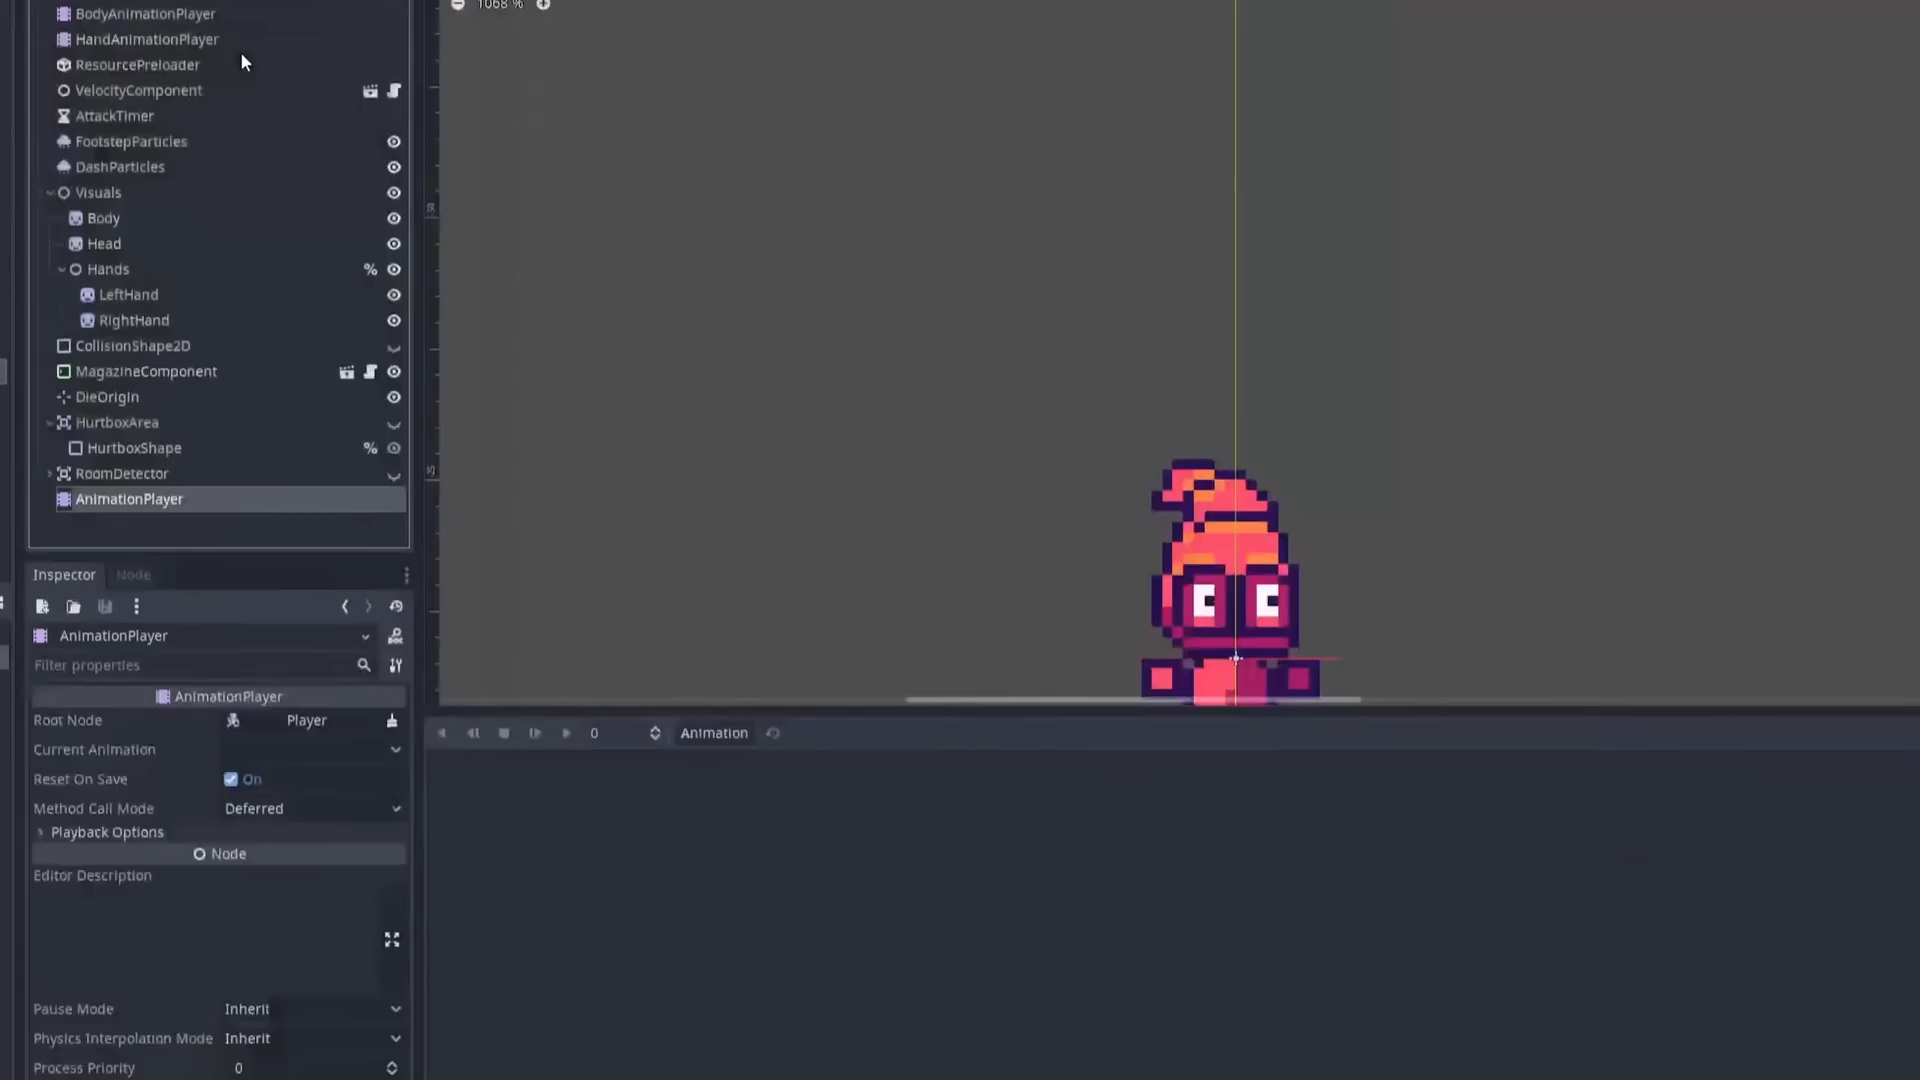 BodyAnimationPlayer
1068 %
HandAnimationPlayer
ResourcePreloader
VelocityComponent
AttackTimer
FootstepParticles
DashParticles
Visuals
Body
Head
Hands
%
LeftHand
RightHand
CollisionShape2D
MagazineComponent
DieOrigin
HurtboxArea
HurtboxShape
%
RoomDetector
AnimationPlayer
Inspector
Node
AnimationPlayer
Filter properties
AnimationPlayer
Root Node
Player
0
Animation
Current Animation
Reset On Save
On
Method Call Mode
Deferred
Playback Options
Node
Editor Description
Pause Mode
Inherit
Physics Interpolation Mode
Inherit
Process Priority
0